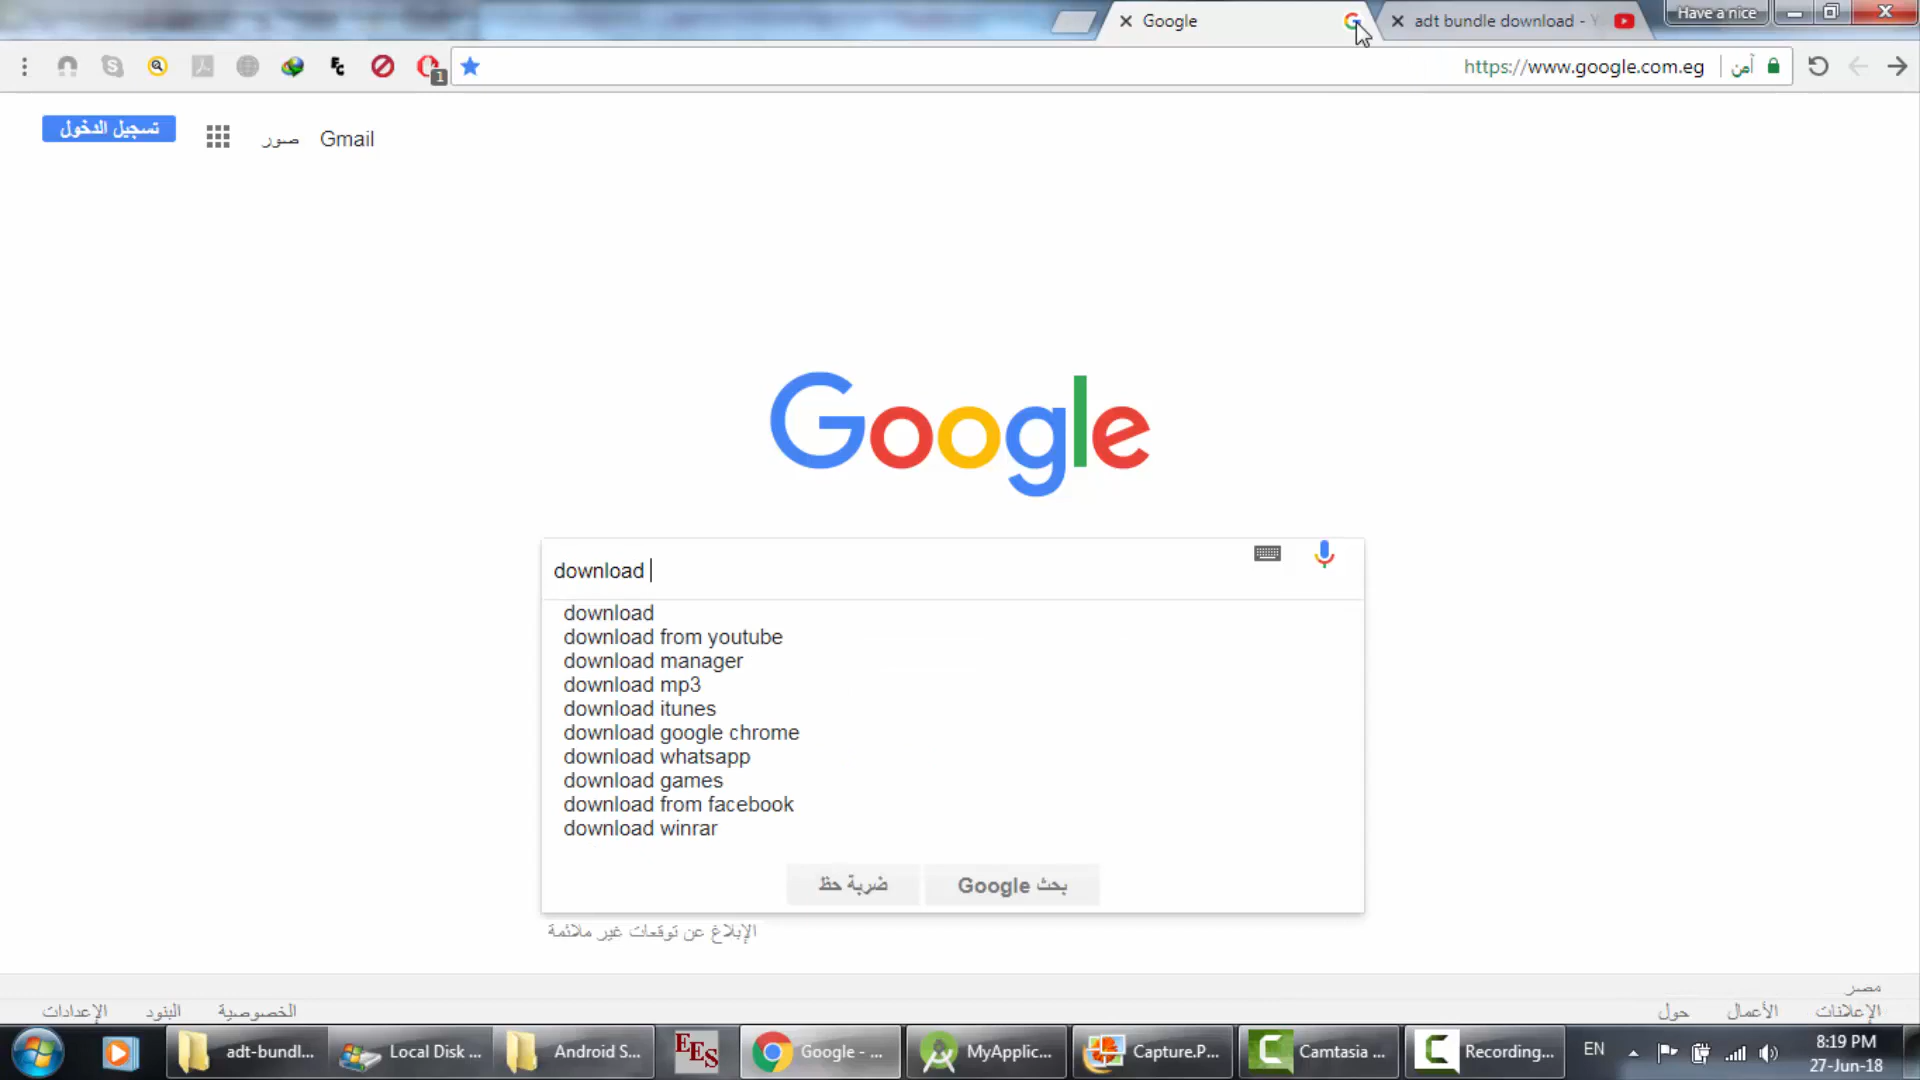 Google
adt bundle download - Y
Have a nice
1
https://www.google.com.eg
آمن
تسجيل الدخول
صور
Gmail
Google
download
download
download from youtube
download manager
download mp3
download itunes
download google chrome
download whatsapp
download games
download from facebook
download winrar
بحث Google
ضربة حظ
الإبلاغ عن توقعات غير ملائمة
مصر
الإعلانات
الأعمال
حول
الخصوصية
البنود
الإعدادات
adt-bundl...
Local Disk ...
Android S...
EES
Google - ...
MyApplic...
Capture.P...
Camtasia ...
Recording...
EN
8:19 PM
27-Jun-18